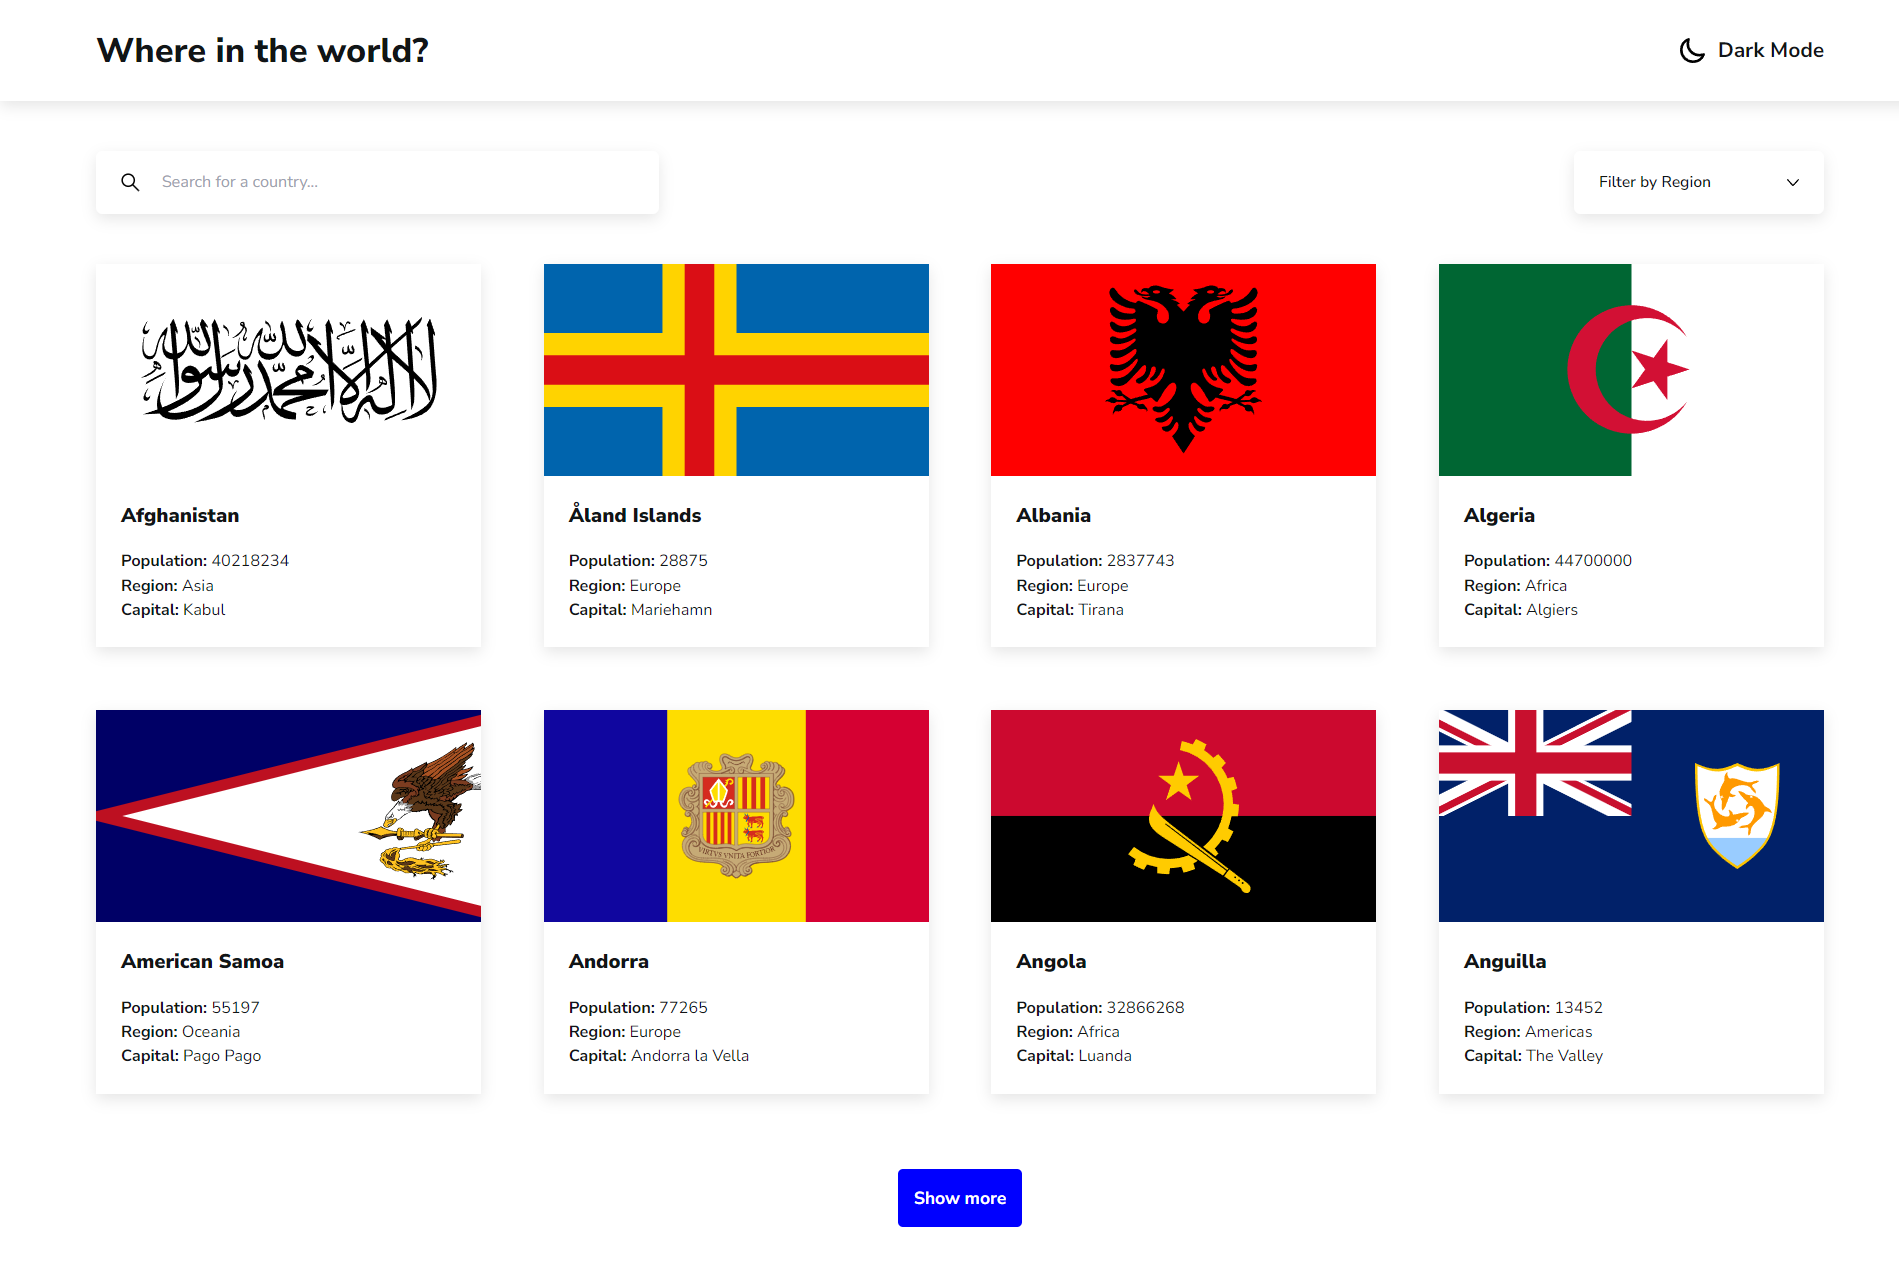 Where in the world?
Dark Mode
Search for a country...
Filter by Region
لا إله إلا الله محمد رسول الله
Afghanistan
Population: 40218234
Region: Asia
Capital: Kabul
Åland Islands
Population: 28875
Region: Europe
Capital: Mariehamn
Albania
Population: 2837743
Region: Europe
Capital: Tirana
Algeria
Population: 44700000
Region: Africa
Capital: Algiers
American Samoa
Population: 55197
Region: Oceania
Capital: Pago Pago
VIRTVS VNITA FORTIOR
Andorra
Population: 77265
Region: Europe
Capital: Andorra la Vella
Angola
Population: 32866268
Region: Africa
Capital: Luanda
Anguilla
Population: 13452
Region: Americas
Capital: The Valley
Show more